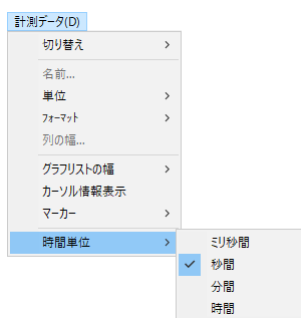 計測データ(D)
切り替え
名前...
単位
ﾌｫｰﾏｯﾄ
列の幅...
グラフリストの幅
カーソル情報表示
マーカー
時間単位
ミリ秒間
秒間
分間
時間